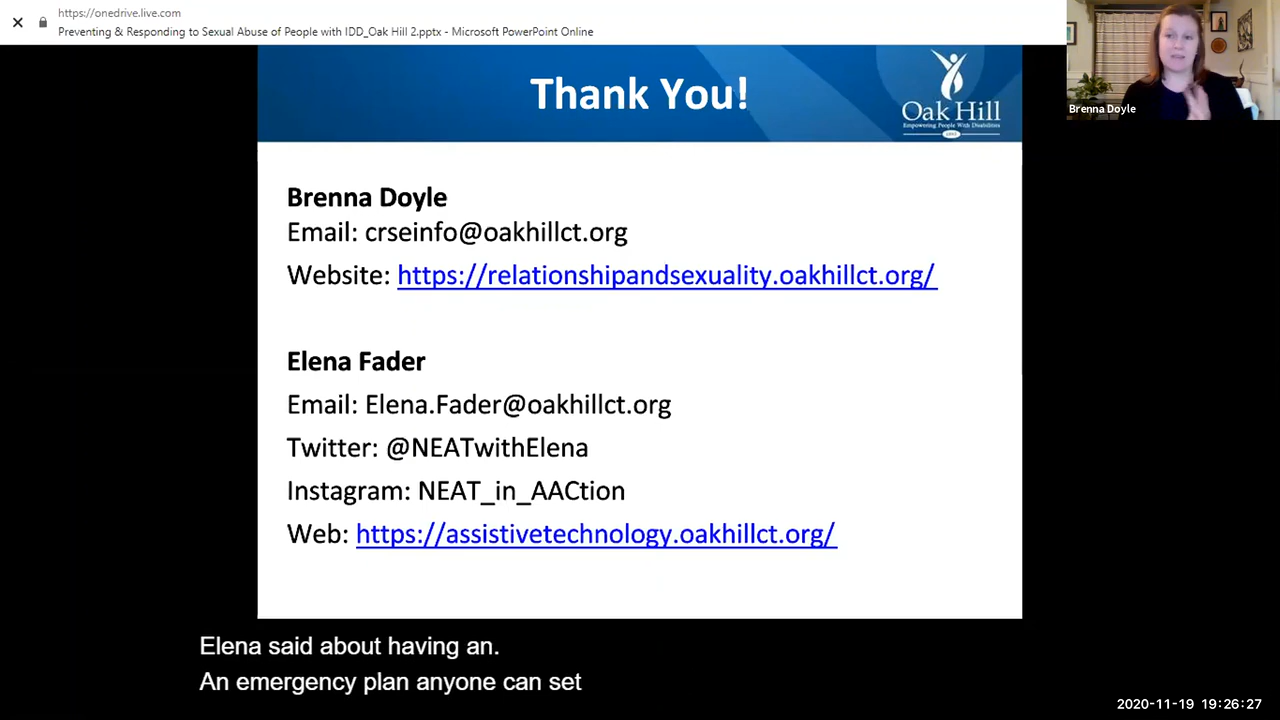 https://onedrive.live.com
Preventing & Responding to Sexual Abuse of People with IDD_Oak Hill 2.pptx - Microsoft PowerPoint Online
Brenna Doyle
Thank You!
Oak Hill
Empowering People With Disabilities
Brenna Doyle
Email: crseinfo@oakhillct.org
Website: https://relationshipandsexuality.oakhillct.org/
Elena Fader
Email: Elena.Fader@oakhillct.org
Twitter: @NEATwithElena
Instagram: NEAT_in_AACtion
Web: https://assistivetechnology.oakhillct.org/
Elena said about having an.
An emergency plan anyone can set
2020-11-19 19:26:27